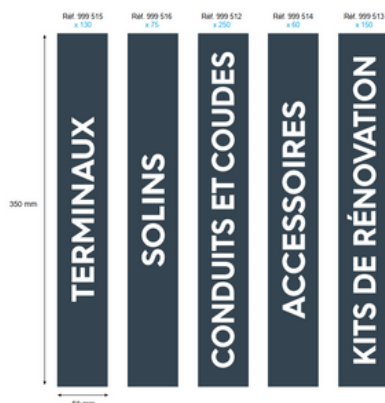 Réf. 999 515
x 130
Réf. 999 516
x 75
Réf. 999 512
x 250
Réf. 999 514
x 60
Réf. 999 513
x 150
350 mm
TERMINAUX
SOLINS
CONDUITS ET COUDES
ACCESSOIRES
KITS DE RÉNOVATION